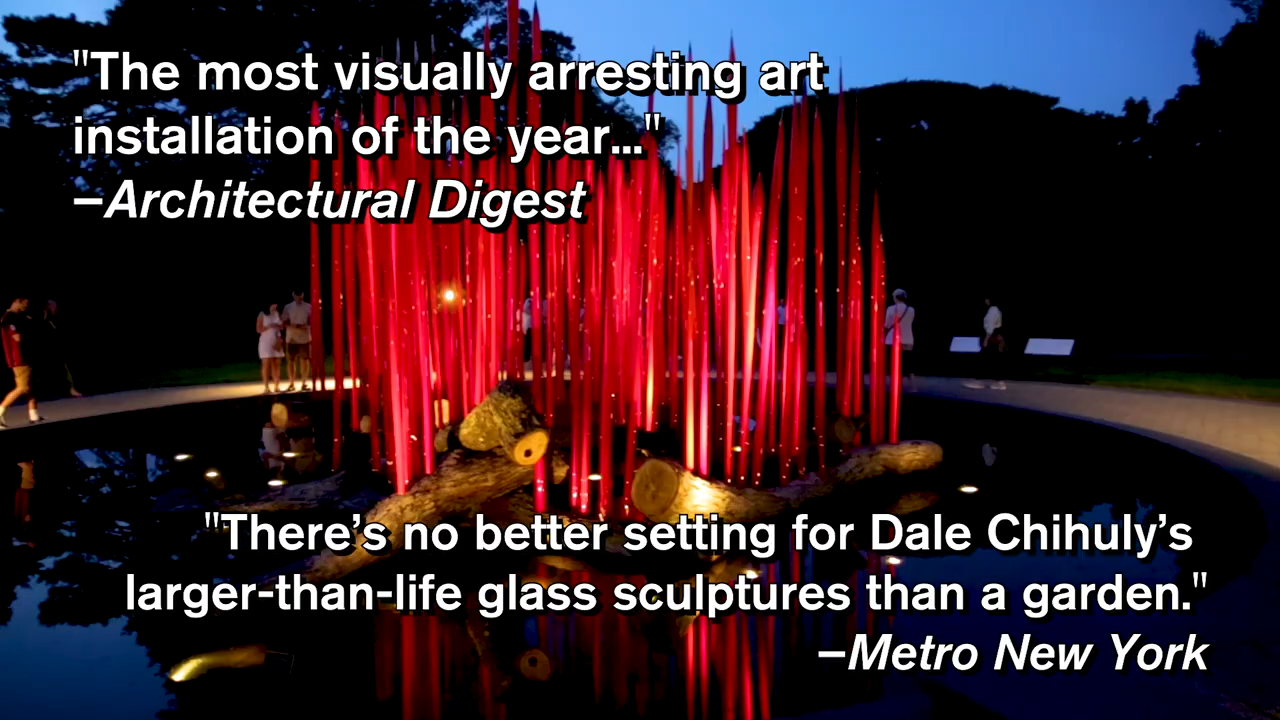 "The most visually arresting art
installation of the year..."
–Architectural Digest
"There’s no better setting for Dale Chihuly’s
larger-than-life glass sculptures than a garden."
–Metro New York